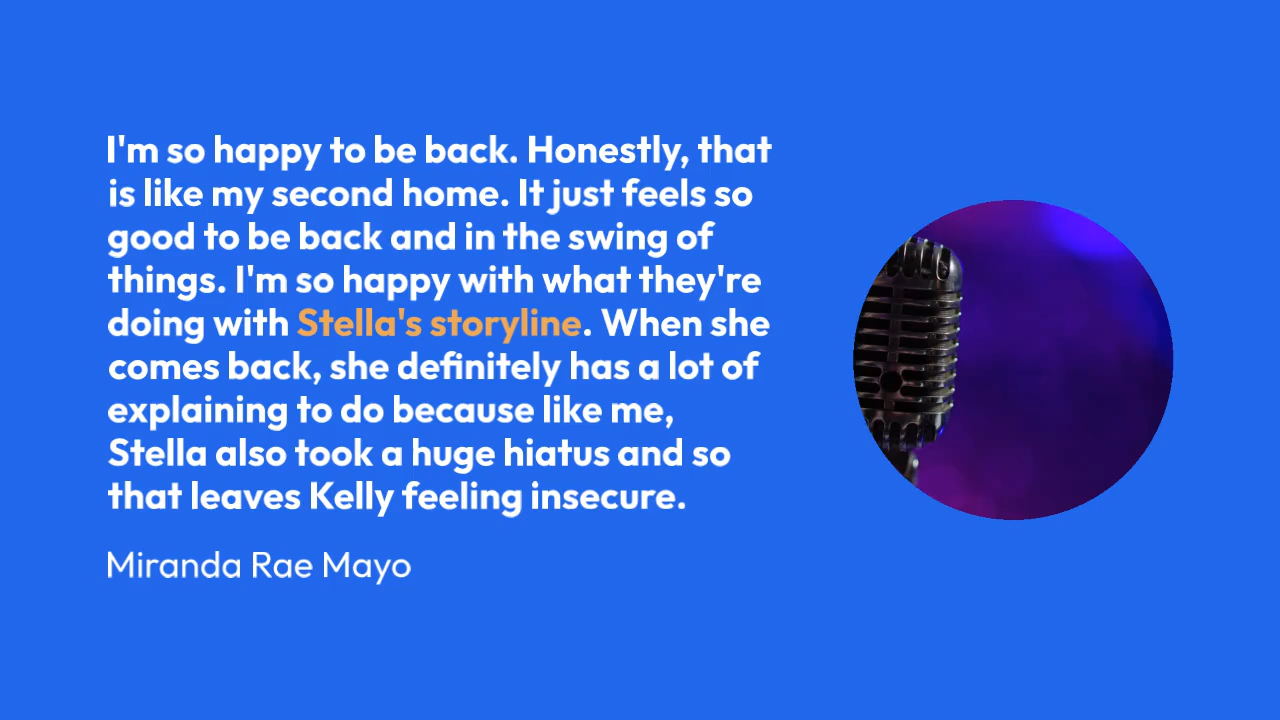 I'm so happy to be back. Honestly, that
is like my second home. It just feels so
good to be back and in the swing of
things. I'm so happy with what they're
doing with Stella's storyline. When she
comes back, she definitely has a lot of
explaining to do because like me,
Stella also took a huge hiatus and so
that leaves Kelly feeling insecure.
Miranda Rae Mayo